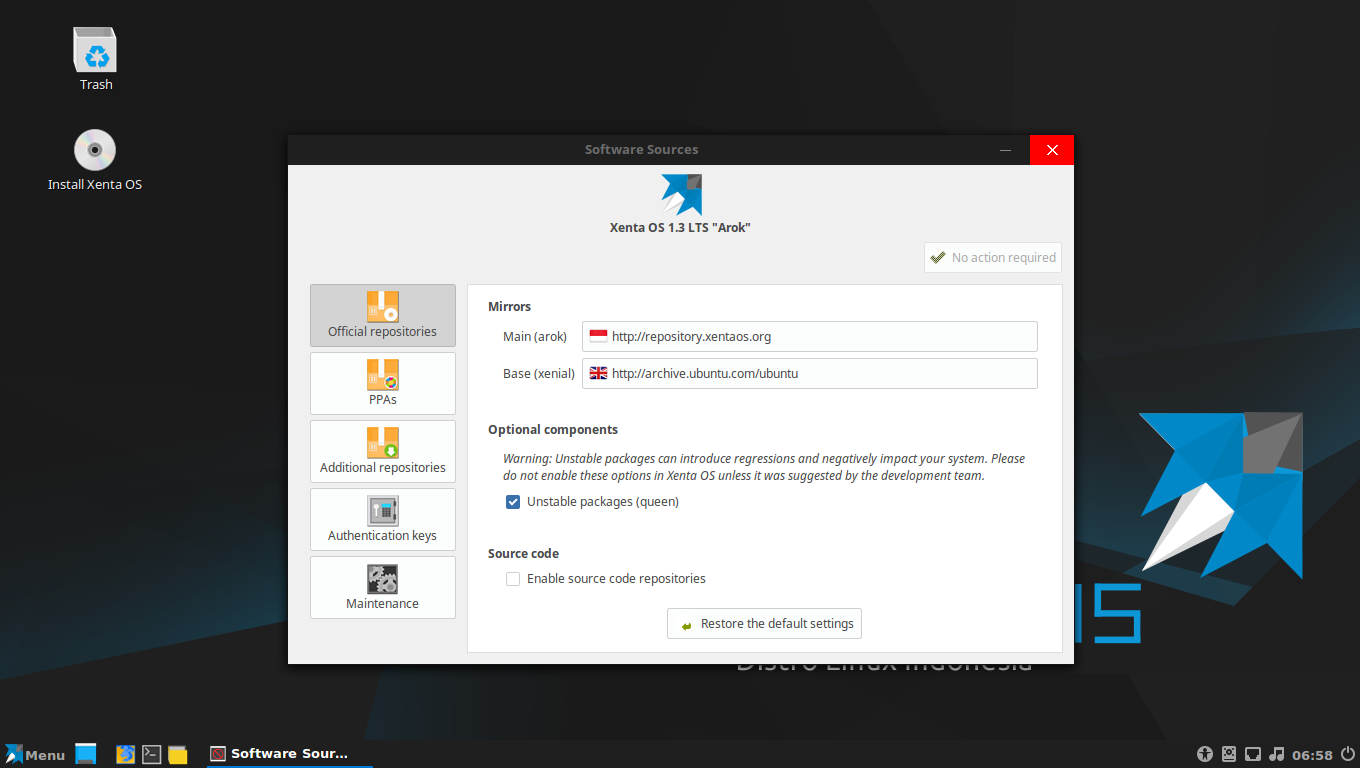 Trash
Install Xenta OS
Software Sources
Xenta OS 1.3 LTS "Arok"
No action required
Official repositories
PPAs
Additional repositories
Authentication keys
Maintenance
Mirrors
Main (arok)
http://repository.xentaos.org
Base (xenial)
http://archive.ubuntu.com/ubuntu
Optional components
Warning: Unstable packages can introduce regressions and negatively impact your system. Please
do not enable these options in Xenta OS unless it was suggested by the development team.
Unstable packages (queen)
Source code
Enable source code repositories
Restore the default settings
Distro Linux Indonesia
Menu
Software Sour...
06:58